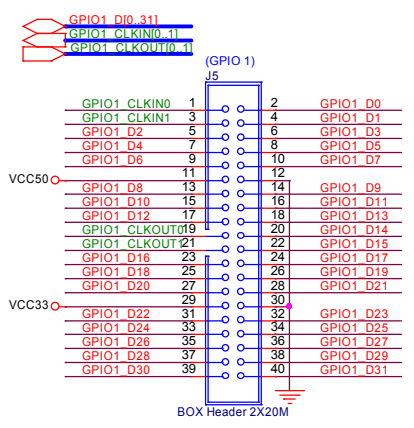 GPIO1_D[0..31]
GPIO1_CLKIN[0..1]
GPIO1_CLKOUT[0..1]
(GPIO 1)
J5
GPIO1_CLKIN0 1 2 GPIO1_D0
GPIO1_CLKIN1 3 4 GPIO1_D1
GPIO1_D2 5 6 GPIO1_D3
GPIO1_D4 7 8 GPIO1_D5
GPIO1_D6 9 10 GPIO1_D7
VCC50 11 12
GPIO1_D8 13 14 GPIO1_D9
GPIO1_D10 15 16 GPIO1_D11
GPIO1_D12 17 18 GPIO1_D13
GPIO1_CLKOUT0 19 20 GPIO1_D14
GPIO1_CLKOUT1 21 22 GPIO1_D15
GPIO1_D16 23 24 GPIO1_D17
GPIO1_D18 25 26 GPIO1_D19
GPIO1_D20 27 28 GPIO1_D21
VCC33 29 30
GPIO1_D22 31 32 GPIO1_D23
GPIO1_D24 33 34 GPIO1_D25
GPIO1_D26 35 36 GPIO1_D27
GPIO1_D28 37 38 GPIO1_D29
GPIO1_D30 39 40 GPIO1_D31
BOX Header 2X20M